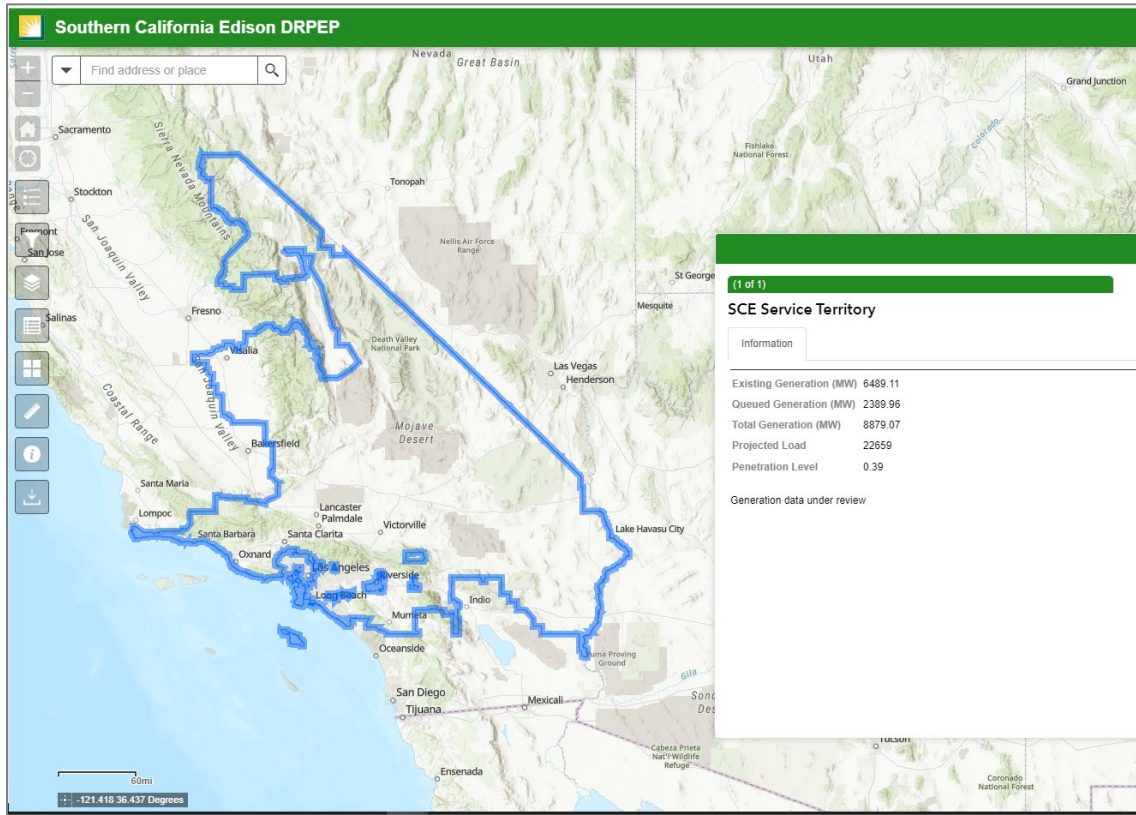 Southern California Edison DRPEP
Find address or place
Nevada
Great Basin
Utah
Grand Junction
Colorado
Sacramento
Sierra Nevada Mountains
Fishlake
National Forest
Stockton
Tonopah
San Joaquin Valley
Fremont
San Jose
Nellis Air Force
Range
St George
Mesquite
Salinas
Fresno
Visalia
San Joaquin Valley
Death Valley
National Park
Las Vegas
Henderson
Coastal Range
Mojave
Desert
Bakersfield
Santa Maria
Lompoc
Lancaster
Palmdale
Victorville
Lake Havasu City
Santa Barbara
Santa Clarita
Oxnard
Los Angeles
Riverside
Long Beach
Indio
Murrieta
Oceanside
Yuma Proving
Ground
Gila
San Diego
Tijuana
Mexicali
Tucson
Cabeza Prieta
Nat'l Wildlife
Refuge
Ensenada
Coronado
National Forest
60mi
-121.418 36.437 Degrees
(1 of 1)
SCE Service Territory
Information
Existing Generation (MW) 6489.11
Queued Generation (MW) 2389.96
Total Generation (MW) 8879.07
Projected Load 22659
Penetration Level 0.39
Generation data under review